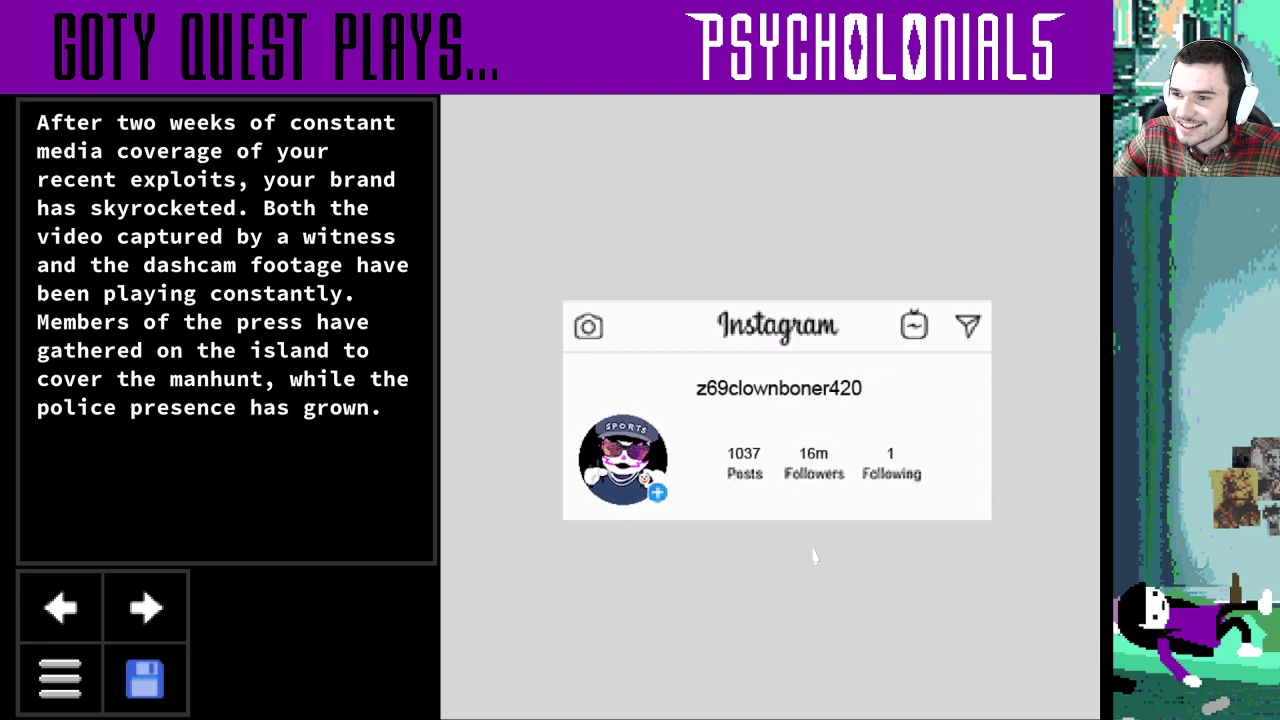 GOTY QUEST PLAYS...
PSYCHOLONIALS
After two weeks of constant
media coverage of your
recent exploits, your brand
has skyrocketed. Both the
video captured by a witness
and the dashcam footage have
been playing constantly.
Members of the press have
gathered on the island to
cover the manhunt, while the
police presence has grown.
Instagram
z69clownboner420
SPORTS
1037 16m 1
Posts Followers Following